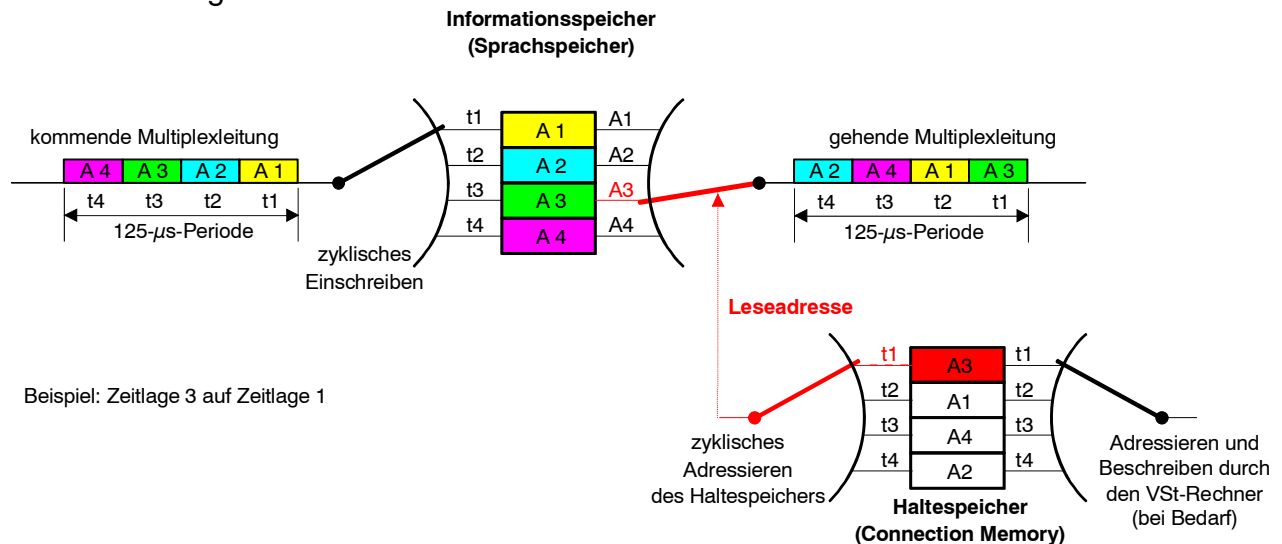 Informationsspeicher
(Sprachspeicher)
kommende Multiplexleitung
A 4 A 3 A 2 A 1
t4 t3 t2 t1
125-µs-Periode
zyklisches
Einschreiben
t1 A 1 A1
t2 A 2 A2
t3 A 3 A3
t4 A 4 A4
gehende Multiplexleitung
A 2 A 4 A 1 A 3
t4 t3 t2 t1
125-µs-Periode
Leseadresse
Beispiel: Zeitlage 3 auf Zeitlage 1
t1 A3 t1
t2 A1 t2
t3 A4 t3
t4 A2 t4
zyklisches
Adressieren
des Haltespeichers
Haltespeicher
(Connection Memory)
Adressieren und
Beschreiben durch
den VSt-Rechner
(bei Bedarf)